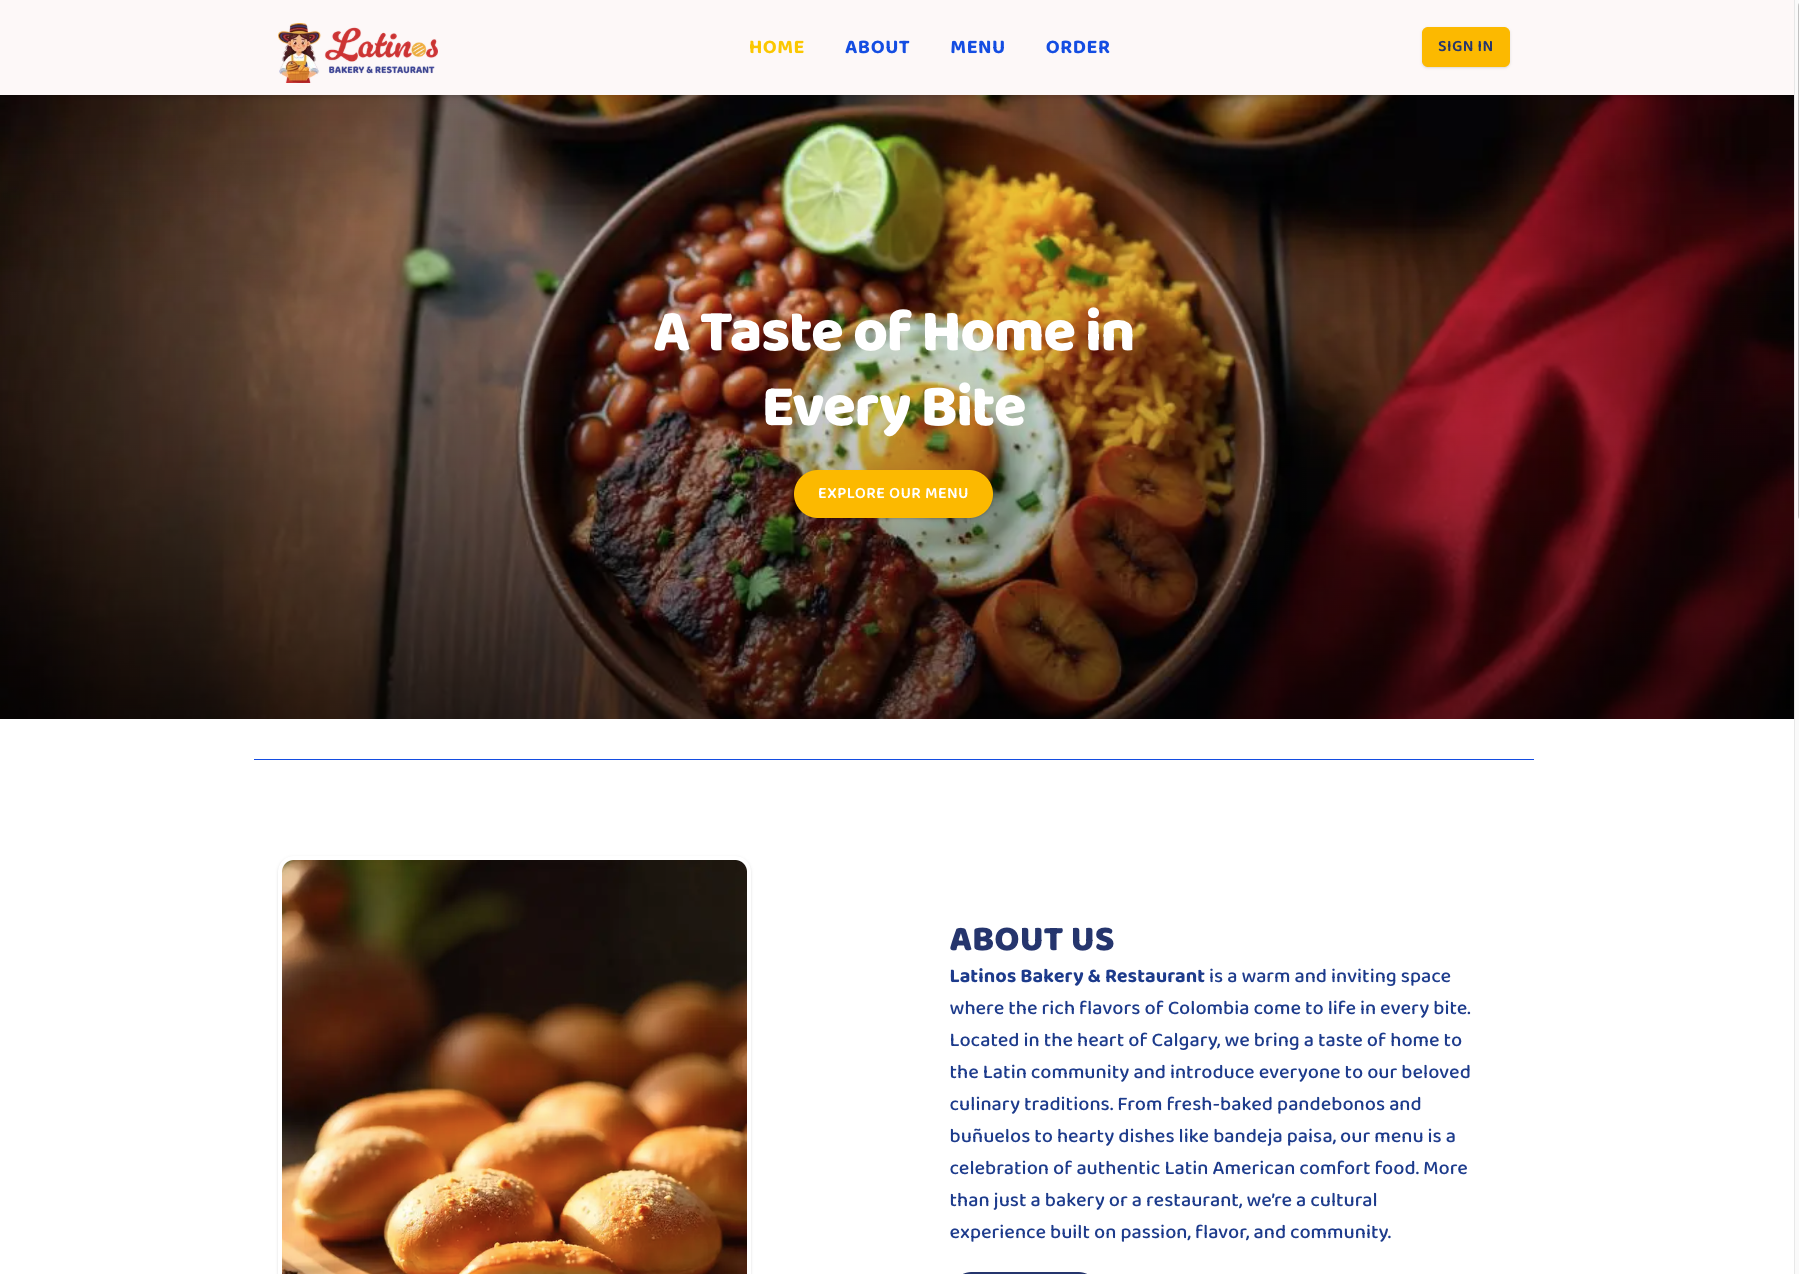 Latinos
BAKERY & RESTAURANT
HOME
ABOUT
MENU
ORDER
SIGN IN
A Taste of Home in
Every Bite
EXPLORE OUR MENU
ABOUT US
Latinos Bakery & Restaurant is a warm and inviting space
where the rich flavors of Colombia come to life in every bite.
Located in the heart of Calgary, we bring a taste of home to
the Latin community and introduce everyone to our beloved
culinary traditions. From fresh-baked pandebonos and
buñuelos to hearty dishes like bandeja paisa, our menu is a
celebration of authentic Latin American comfort food. More
than just a bakery or a restaurant, we’re a cultural
experience built on passion, flavor, and community.